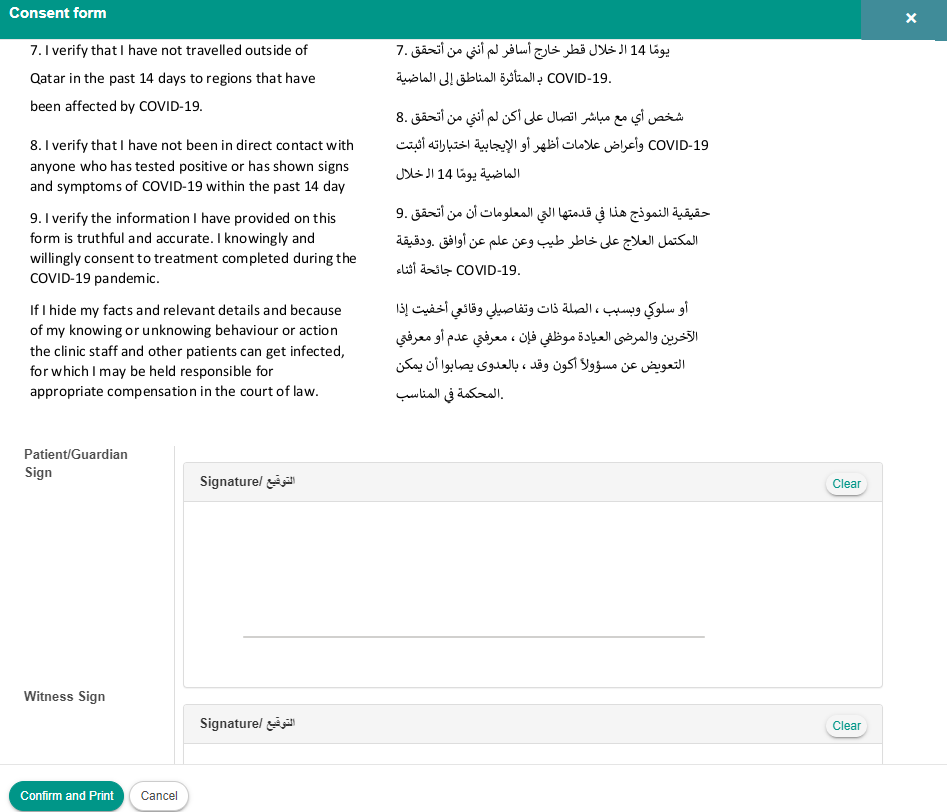 Consent form
×
7. I verify that I have not travelled outside of
Qatar in the past 14 days to regions that have
been affected by COVID-19.
8. I verify that I have not been in direct contact with
anyone who has tested positive or has shown signs
and symptoms of COVID-19 within the past 14 day
9. I verify the information I have provided on this
form is truthful and accurate. I knowingly and
willingly consent to treatment completed during the
COVID-19 pandemic.
If I hide my facts and relevant details and because
of my knowing or unknowing behaviour or action
the clinic staff and other patients can get infected,
for which I may be held responsible for
appropriate compensation in the court of law.
7. أتحقق من أنني لم أسافر خارج قطر خلال الـ 14 يومًا
الماضية إلى المناطق المتأثرة بـ COVID-19.
8. أتحقق من أنني لم أكن على اتصال مباشر مع أي شخص
أثبتت اختباراته الإيجابية أو أظهر علامات وأعراض COVID-19
خلال الـ 14 يومًا الماضية
9. أتحقق من أن المعلومات التي قدمتها في هذا النموذج حقيقية
ودقيقة. أوافق عن علم وعن طيب خاطر على العلاج المكتمل
أثناء جائحة COVID-19.
إذا أخفيت وقائعي وتفاصيلي ذات الصلة ، وبسبب سلوكي أو
معرفتي أو عدم معرفتي ، فإن موظفي العيادة والمرضى الآخرين
يمكن أن يصابوا بالعدوى ، وقد أكون مسؤولاً عن التعويض
المناسب في المحكمة.
Patient/Guardian
Sign
Signature/ التوقيع
Clear
Witness Sign
Signature/ التوقيع
Clear
Confirm and Print
Cancel